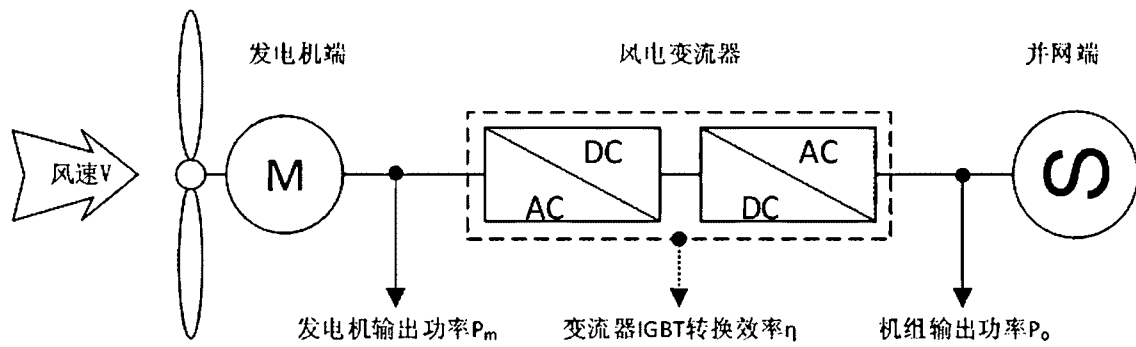 发电机端
风电变流器
并网端
风速V
M
DC
AC
AC
DC
S
发电机输出功率Pm
变流器IGBT转换效率η
机组输出功率Po